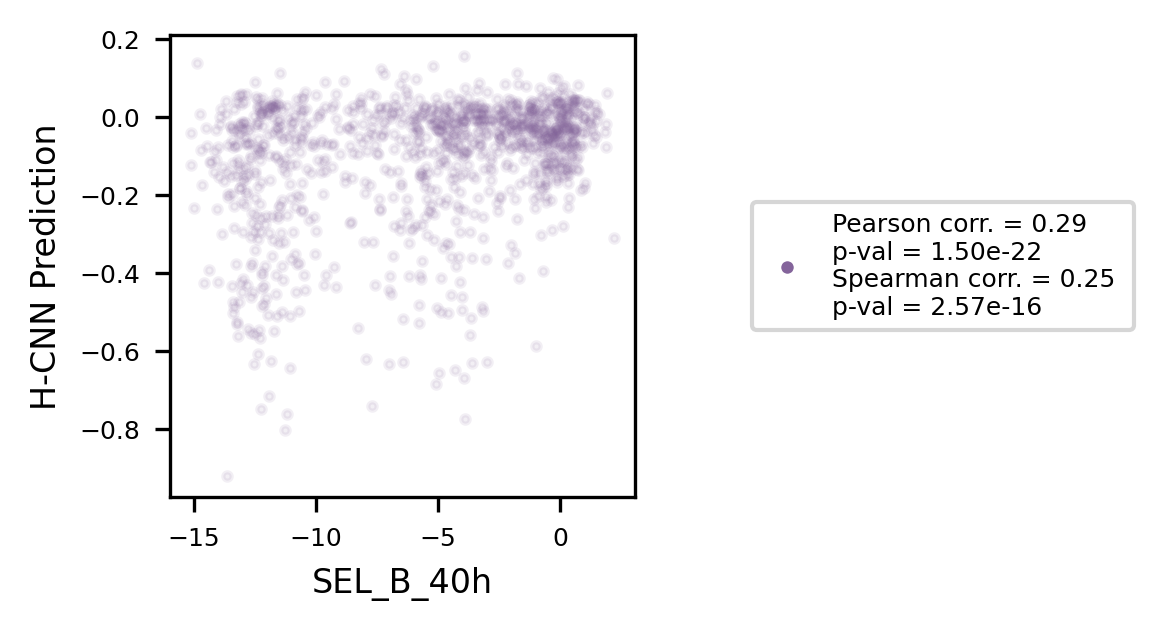 0.2
0.0
−0.2
−0.4
−0.6
−0.8
H-CNN Prediction
−15
−10
−5
0
SEL_B_40h
Pearson corr. = 0.29
p-val = 1.50e-22
Spearman corr. = 0.25
p-val = 2.57e-16